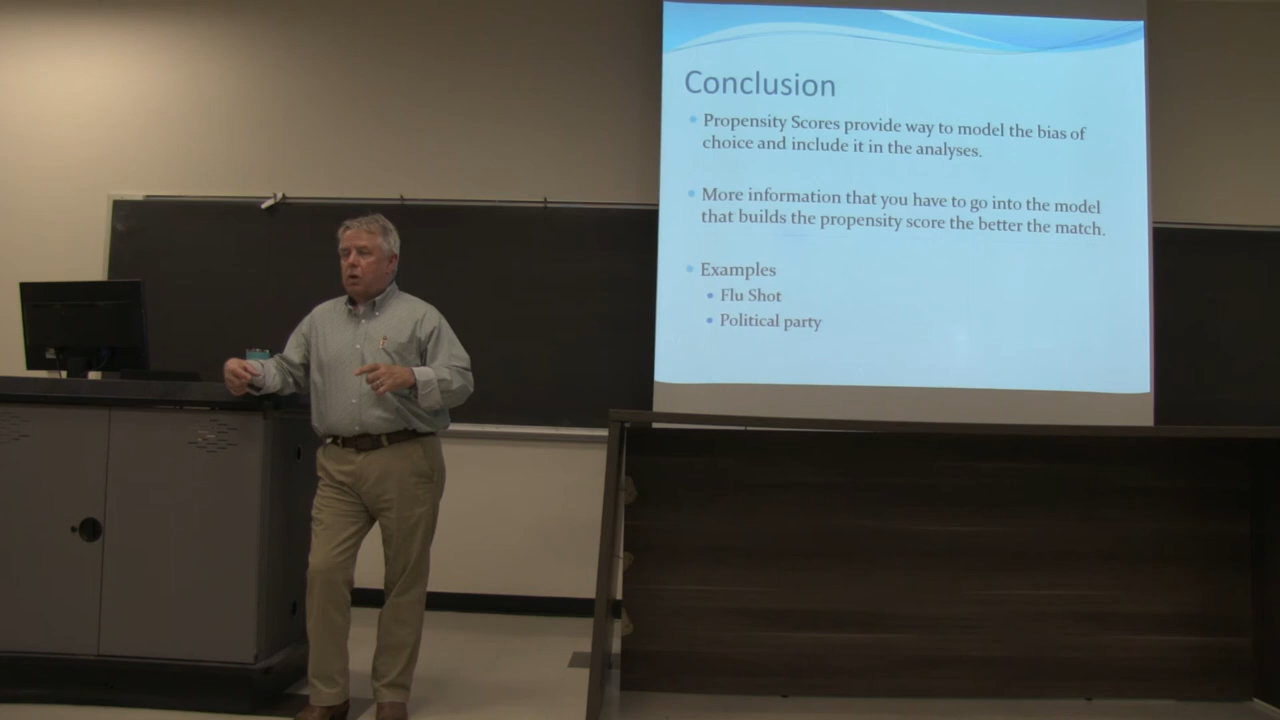 Conclusion
Propensity Scores provide way to model the bias of
choice and include it in the analyses.
More information that you have to go into the model
that builds the propensity score the better the match.
Examples
Flu Shot
Political party